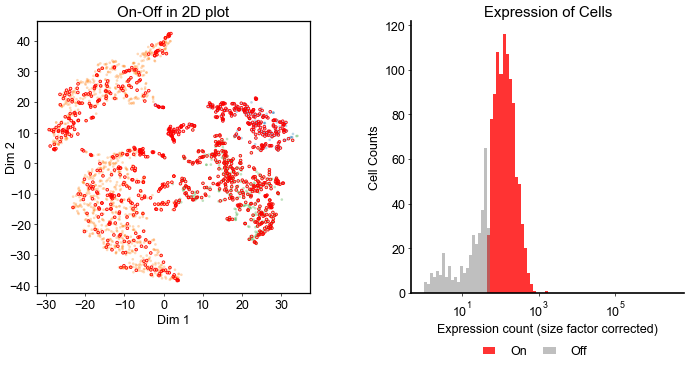 On-Off in 2D plot
40
30
20
10
0
−10
−20
−30
−40
Dim 2
−30 −20 −10 0 10 20 30
Dim 1
Expression of Cells
120
100
80
60
40
20
0
Cell Counts
10^1 10^3 10^5
Expression count (size factor corrected)
On Off